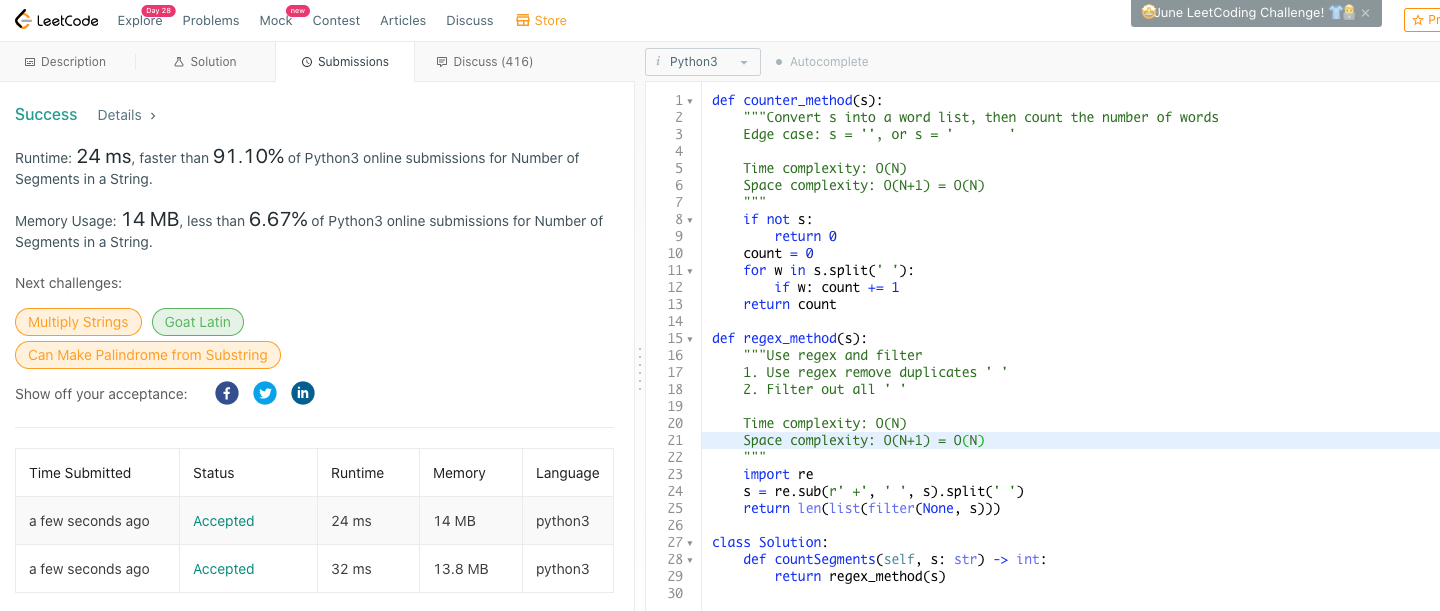 LeetCode
Day 28
Explore
Problems
new
Mock
Contest
Articles
Discuss
Store
June LeetCoding Challenge!
Description
Solution
Submissions
Discuss (416)
i Python3
Autocomplete
Success
Details
Runtime: 24 ms, faster than 91.10% of Python3 online submissions for Number of
Segments in a String.
Memory Usage: 14 MB, less than 6.67% of Python3 online submissions for Number of
Segments in a String.
Next challenges:
Multiply Strings
Goat Latin
Can Make Palindrome from Substring
Show off your acceptance:
Time Submitted Status Runtime Memory Language
a few seconds ago Accepted 24 ms 14 MB python3
a few seconds ago Accepted 32 ms 13.8 MB python3
1 def counter_method(s):
2     """Convert s into a word list, then count the number of words
3     Edge case: s = '', or s = '       '
4
5     Time complexity: O(N)
6     Space complexity: O(N+1) = O(N)
7     """
8     if not s:
9         return 0
10     count = 0
11     for w in s.split(' '):
12         if w: count += 1
13     return count
14
15 def regex_method(s):
16     """Use regex and filter
17     1. Use regex remove duplicates ' '
18     2. Filter out all ' '
19
20     Time complexity: O(N)
21     Space complexity: O(N+1) = O(N)
22     """
23     import re
24     s = re.sub(r' +', ' ', s).split(' ')
25     return len(list(filter(None, s)))
26
27 class Solution:
28     def countSegments(self, s: str) -> int:
29         return regex_method(s)
30